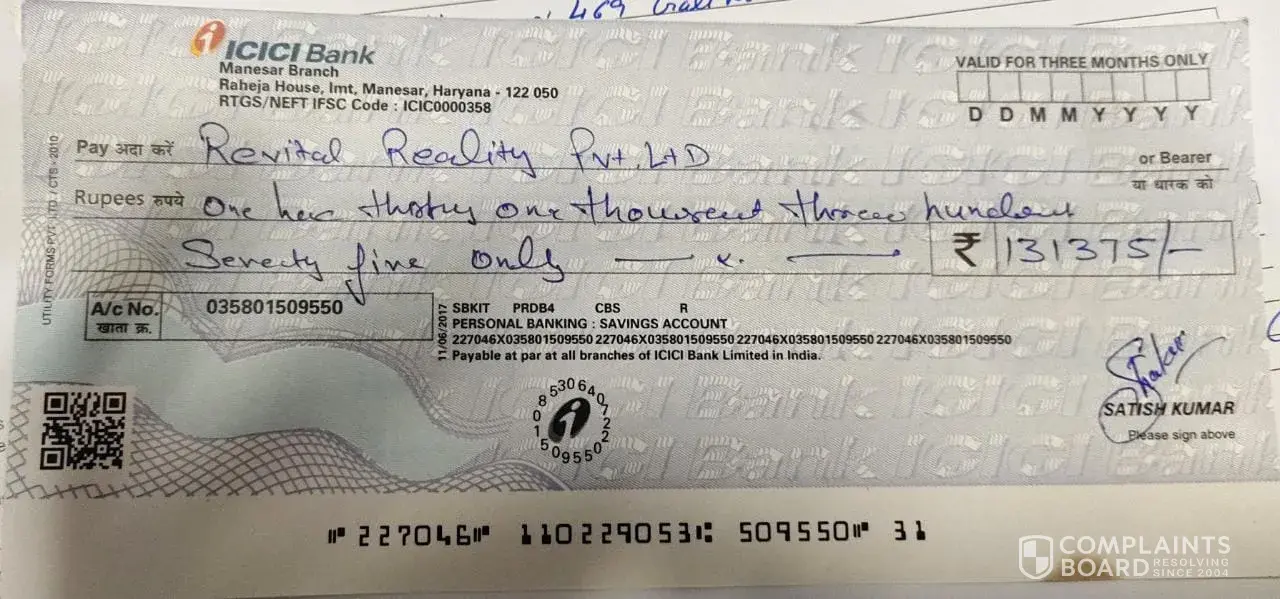 469
ICICI Bank
Manesar Branch
Raheja House, Imt, Manesar, Haryana - 122 050
RTGS/NEFT IFSC Code : ICIC0000358
VALID FOR THREE MONTHS ONLY
D D M M Y Y Y Y
Pay अदा करें Revital Reality Pvt. LtD or Bearer
या धारक को
Rupees रुपये One lac thirty one thousand three hundred
Seventy five only — x. —
₹ 131375/-
UTILITY FORMS PVT. LTD. / CTS - 2010
A/c No. 035801509550
खाता क्र.
11/06/2017
SBKIT PRDB4 CBS R
PERSONAL BANKING : SAVINGS ACCOUNT
227046X035801509550 227046X035801509550 227046X035801509550 227046X035801509550
Payable at par at all branches of ICICI Bank Limited in India.
SATISH KUMAR
Please sign above
⑈227046⑈ 110229053⑆ 509550⑈ 31
COMPLAINTS
BOARD RESOLVING
SINCE 2004